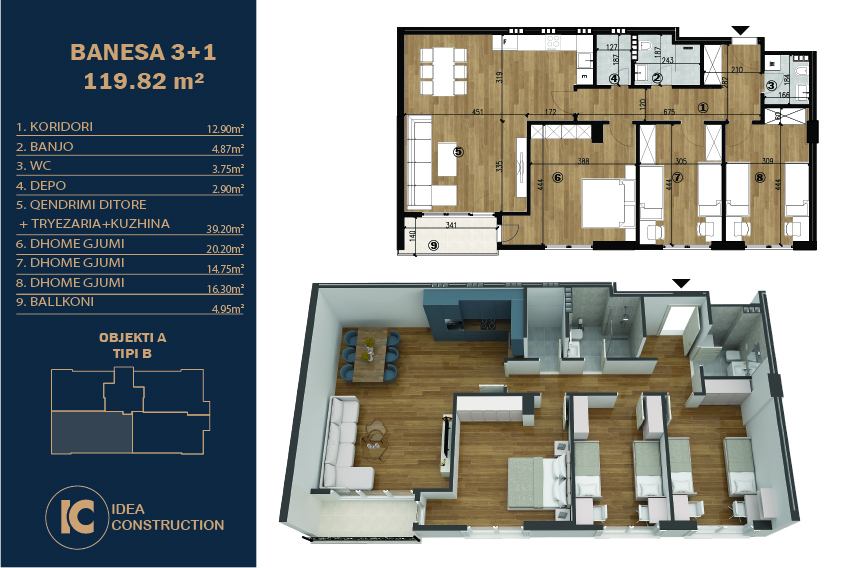 BANESA 3+1
119.82 m²
1. KORIDORI 12.90m²
2. BANJO 4.87m²
3. WC 3.75m²
4. DEPO 2.90m²
5. QENDRIMI DITORE
+ TRYEZARIA+KUZHINA 39.20m²
6. DHOME GJUMI 20.20m²
7. DHOME GJUMI 14.75m²
8. DHOME GJUMI 16.30m²
9. BALLKONI 4.95m²
OBJEKTI A
TIPI B
IC
IDEA
CONSTRUCTION
F
319
127
187
④
187
243
②
210
287
③
184
166
E
451
172
120
675
①
60
⑤
335
⑥
388
444
305
⑦
444
309
⑧
444
341
140
⑨